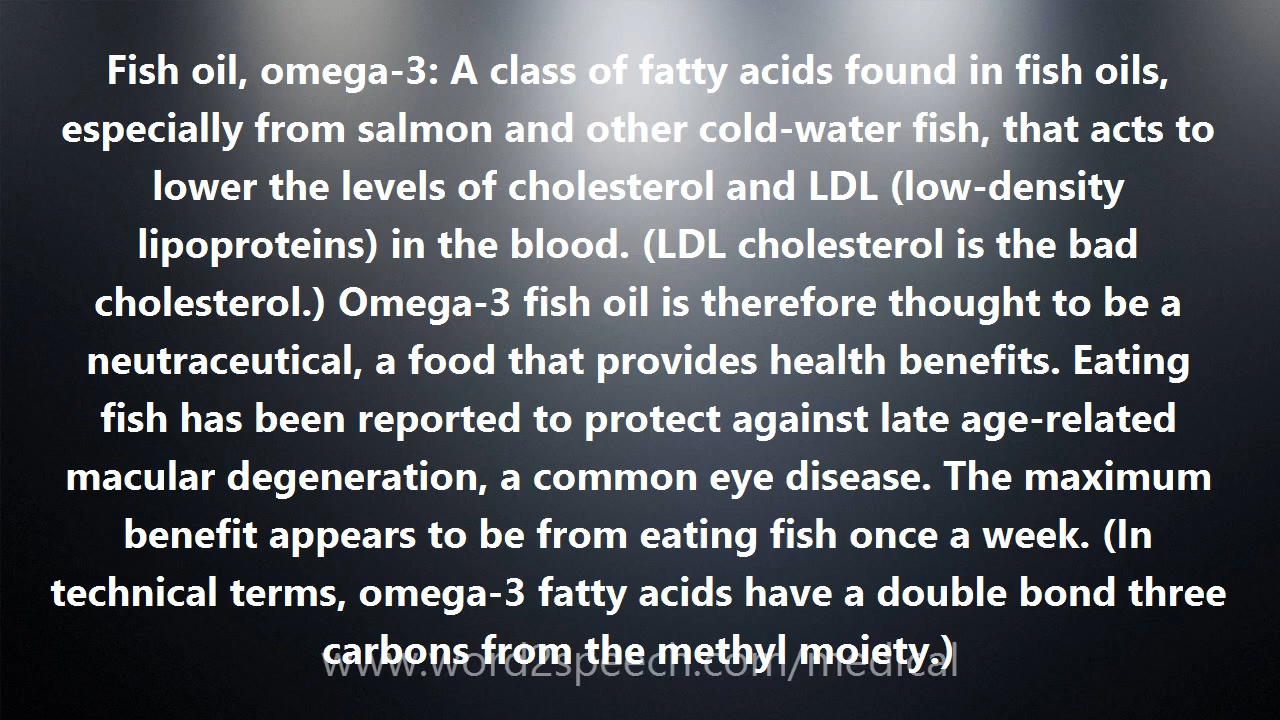 Fish oil, omega-3: A class of fatty acids found in fish oils,
especially from salmon and other cold-water fish, that acts to
lower the levels of cholesterol and LDL (low-density
lipoproteins) in the blood. (LDL cholesterol is the bad
cholesterol.) Omega-3 fish oil is therefore thought to be a
neutraceutical, a food that provides health benefits. Eating
fish has been reported to protect against late age-related
macular degeneration, a common eye disease. The maximum
benefit appears to be from eating fish once a week. (In
technical terms, omega-3 fatty acids have a double bond three
carbons from the methyl moiety.)
www.word2speech.com/medical